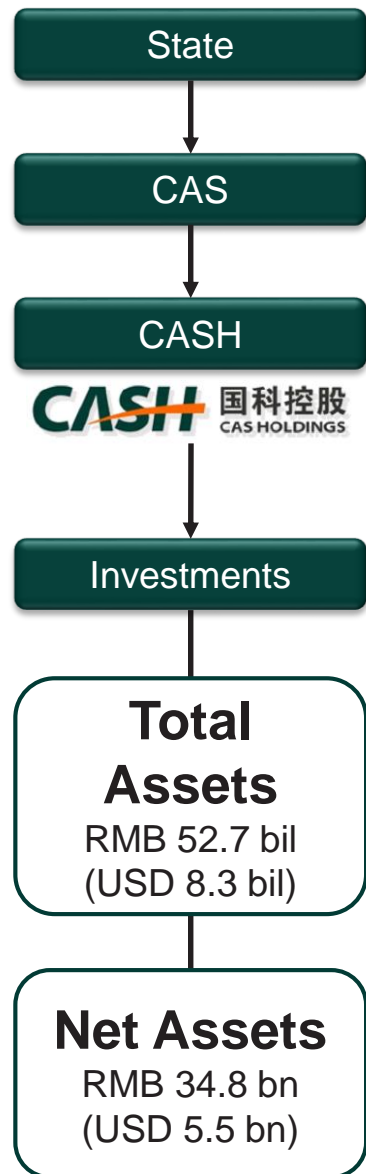 State
CAS
CASH
CASH 国科控股
CAS HOLDINGS
Investments
Total
Assets
RMB 52.7 bil
(USD 8.3 bil)
Net Assets
RMB 34.8 bn
(USD 5.5 bn)